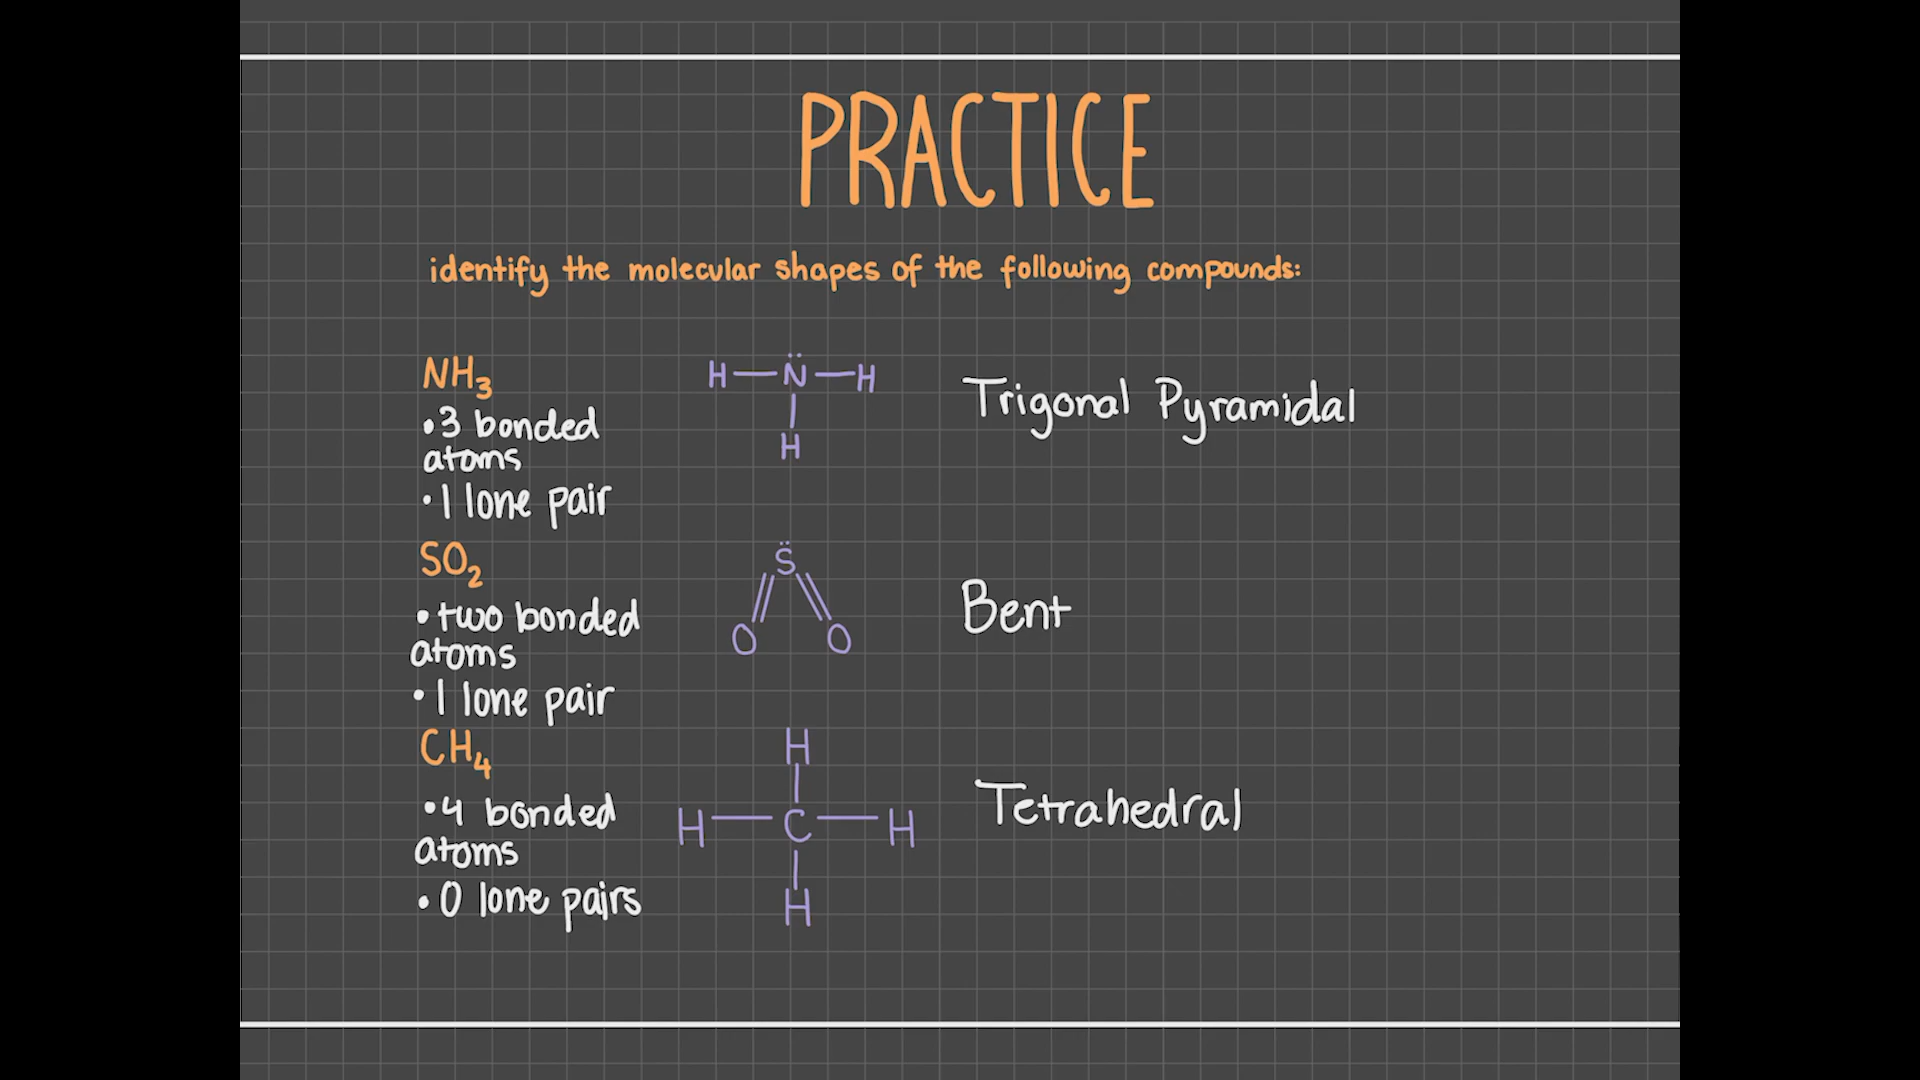 PRACTICE
identify the molecular shapes of the following compounds:
NH₃
•3 bonded
atoms
•1 lone pair
H—N̈—H
H
Trigonal Pyramidal
SO₂
•two bonded
atoms
•1 lone pair
S̈
O O
Bent
CH₄
•4 bonded
atoms
•0 lone pairs
H
H—C—H
H
Tetrahedral